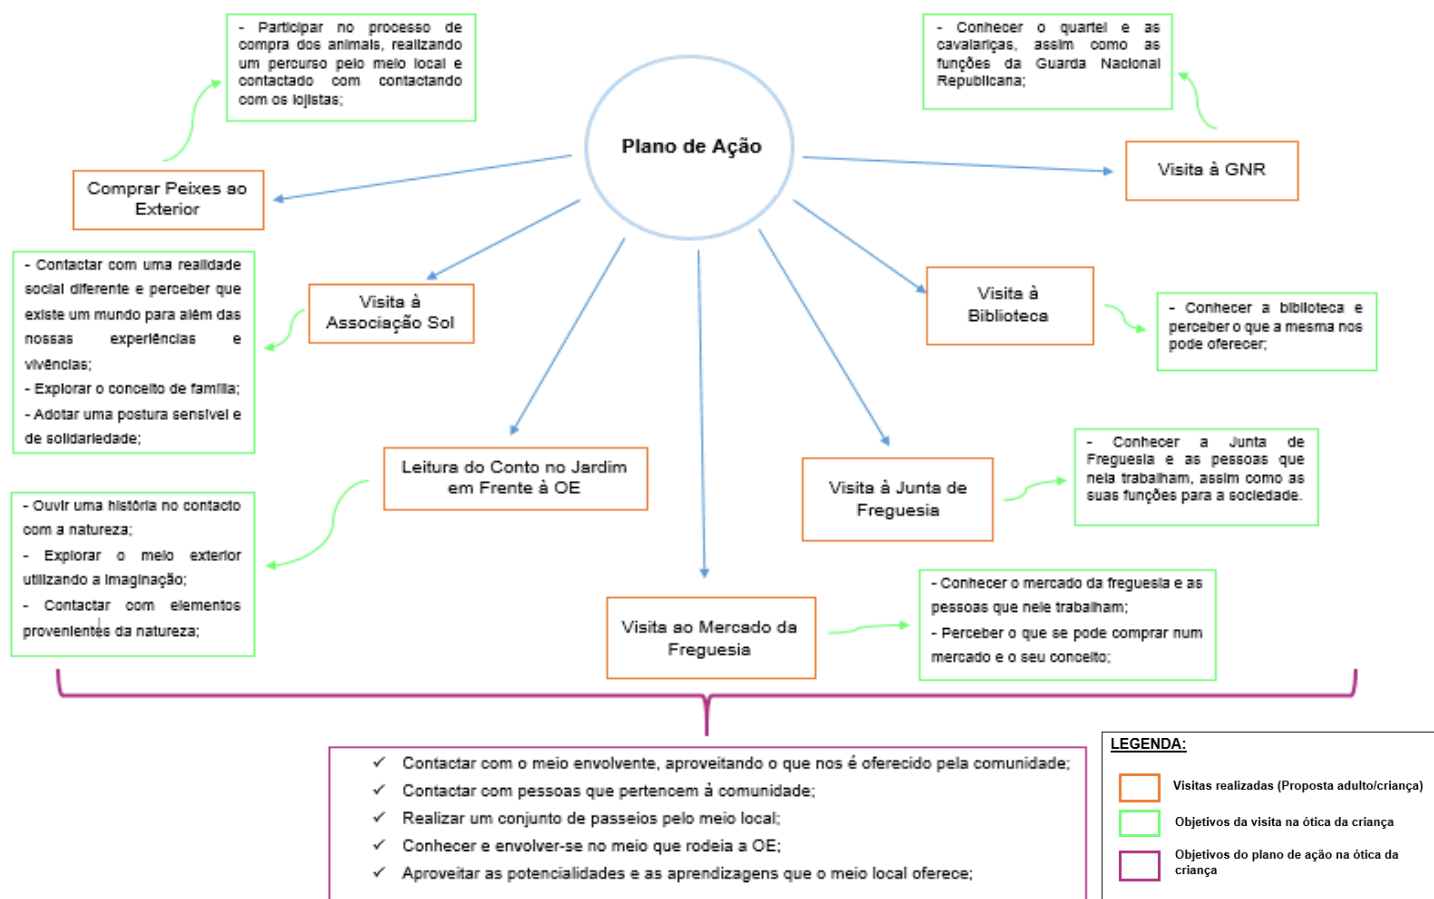 - Participar no processo de
compra dos animais, realizando
um percurso pelo meio local e
contactado com contactando
com os lojistas;
- Conhecer o quartel e as
cavalariças, assim como as
funções da Guarda Nacional
Republicana;
Plano de Ação
Comprar Peixes ao
Exterior
Visita à GNR
- Contactar com uma realidade
social diferente e perceber que
existe um mundo para além das
nossas experiências e
vivências;
- Explorar o conceito de família;
- Adotar uma postura sensível e
de solidariedade;
Visita à
Associação Sol
Visita à
Biblioteca
- Conhecer a biblioteca e
perceber o que a mesma nos
pode oferecer;
Leitura do Conto no Jardim
em Frente à OE
Visita à Junta de
Freguesia
- Conhecer a Junta de
Freguesia e as pessoas que
nela trabalham, assim como as
suas funções para a sociedade.
- Ouvir uma história no contacto
com a natureza;
- Explorar o meio exterior
utilizando a imaginação;
- Contactar com elementos
provenientes da natureza;
Visita ao Mercado da
Freguesia
- Conhecer o mercado da freguesia e as
pessoas que nele trabalham;
- Perceber o que se pode comprar num
mercado e o seu conceito;
✓ Contactar com o meio envolvente, aproveitando o que nos é oferecido pela comunidade;
✓ Contactar com pessoas que pertencem à comunidade;
✓ Realizar um conjunto de passeios pelo meio local;
✓ Conhecer e envolver-se no meio que rodeia a OE;
✓ Aproveitar as potencialidades e as aprendizagens que o meio local oferece;
LEGENDA:
Visitas realizadas (Proposta adulto/criança)
Objetivos da visita na ótica da criança
Objetivos do plano de ação na ótica da
criança